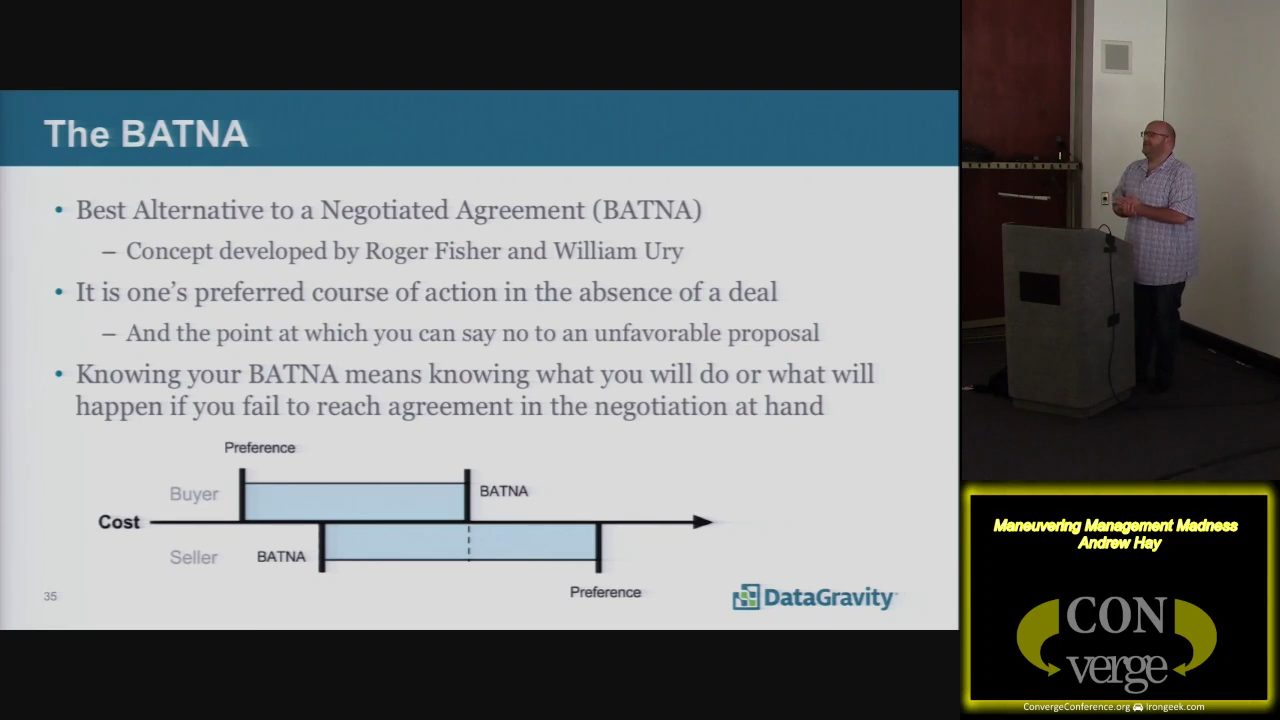 The BATNA
• Best Alternative to a Negotiated Agreement (BATNA)
– Concept developed by Roger Fisher and William Ury
• It is one's preferred course of action in the absence of a deal
– And the point at which you can say no to an unfavorable proposal
• Knowing your BATNA means knowing what you will do or what will
happen if you fail to reach agreement in the negotiation at hand
Preference
Buyer
BATNA
Cost
Seller
BATNA
Preference
35
DataGravity
Maneuvering Management Madness
Andrew Hay
CON
verge
ConvergeConference.org Irongeek.com